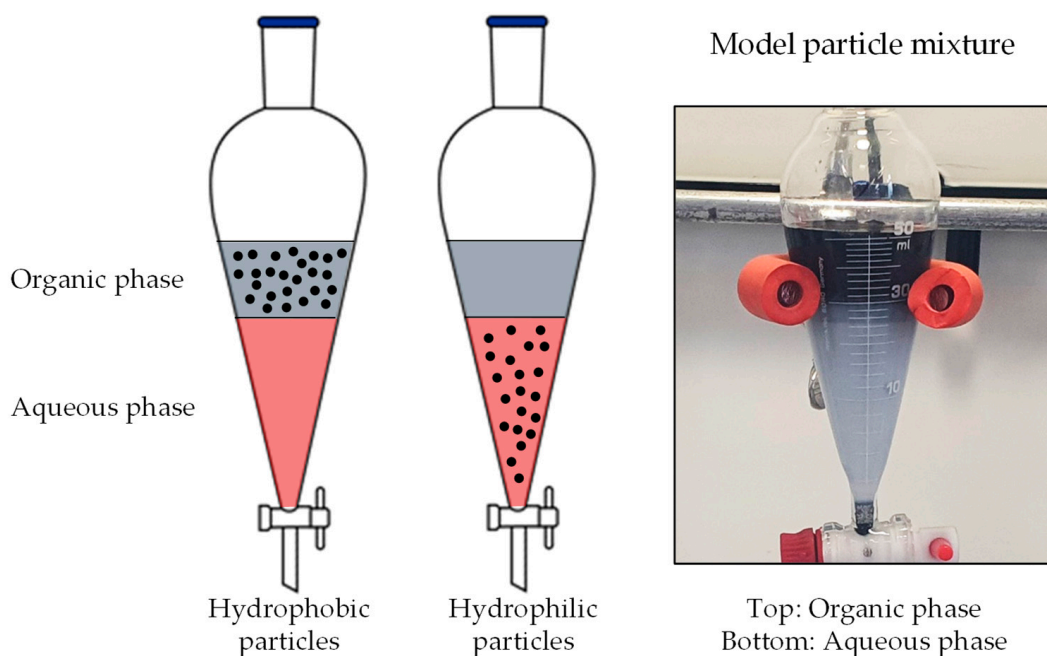 Model particle mixture
Organic phase
Aqueous phase
50
ml
30
10
Hydrophobic
particles
Hydrophilic
particles
Top: Organic phase
Bottom: Aqueous phase